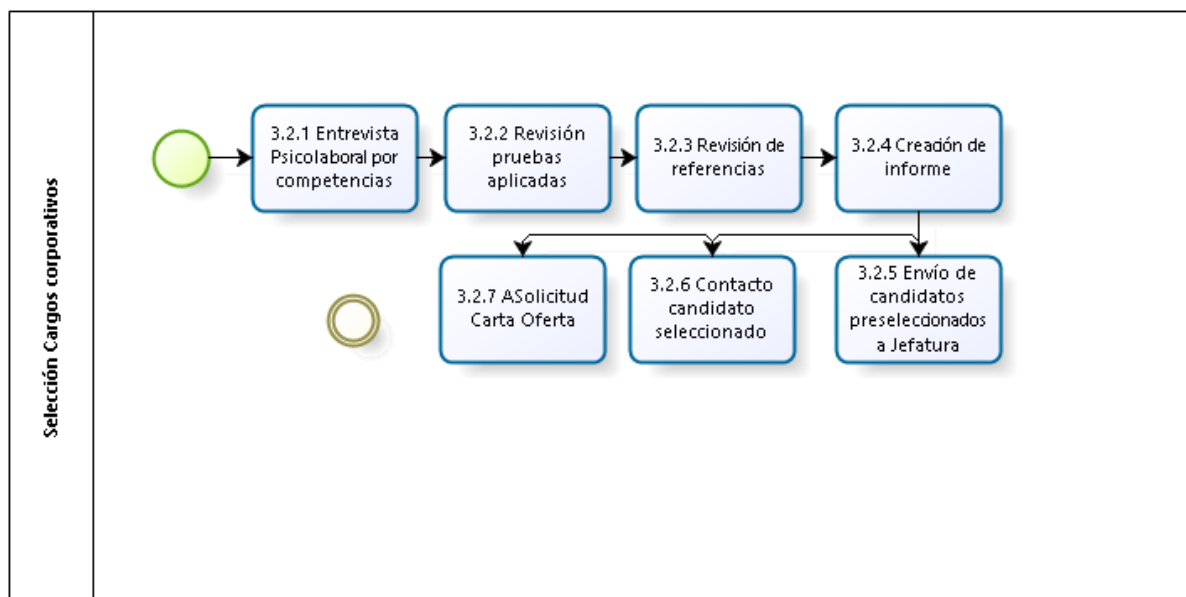 Selección Cargos corporativos
3.2.1 Entrevista
Psicolaboral por
competencias
3.2.2 Revisión
pruebas
aplicadas
3.2.3 Revisión de
referencias
3.2.4 Creación de
informe
3.2.7 ASolicitud
Carta Oferta
3.2.6 Contacto
candidato
seleccionado
3.2.5 Envío de
candidatos
preseleccionados
a Jefatura